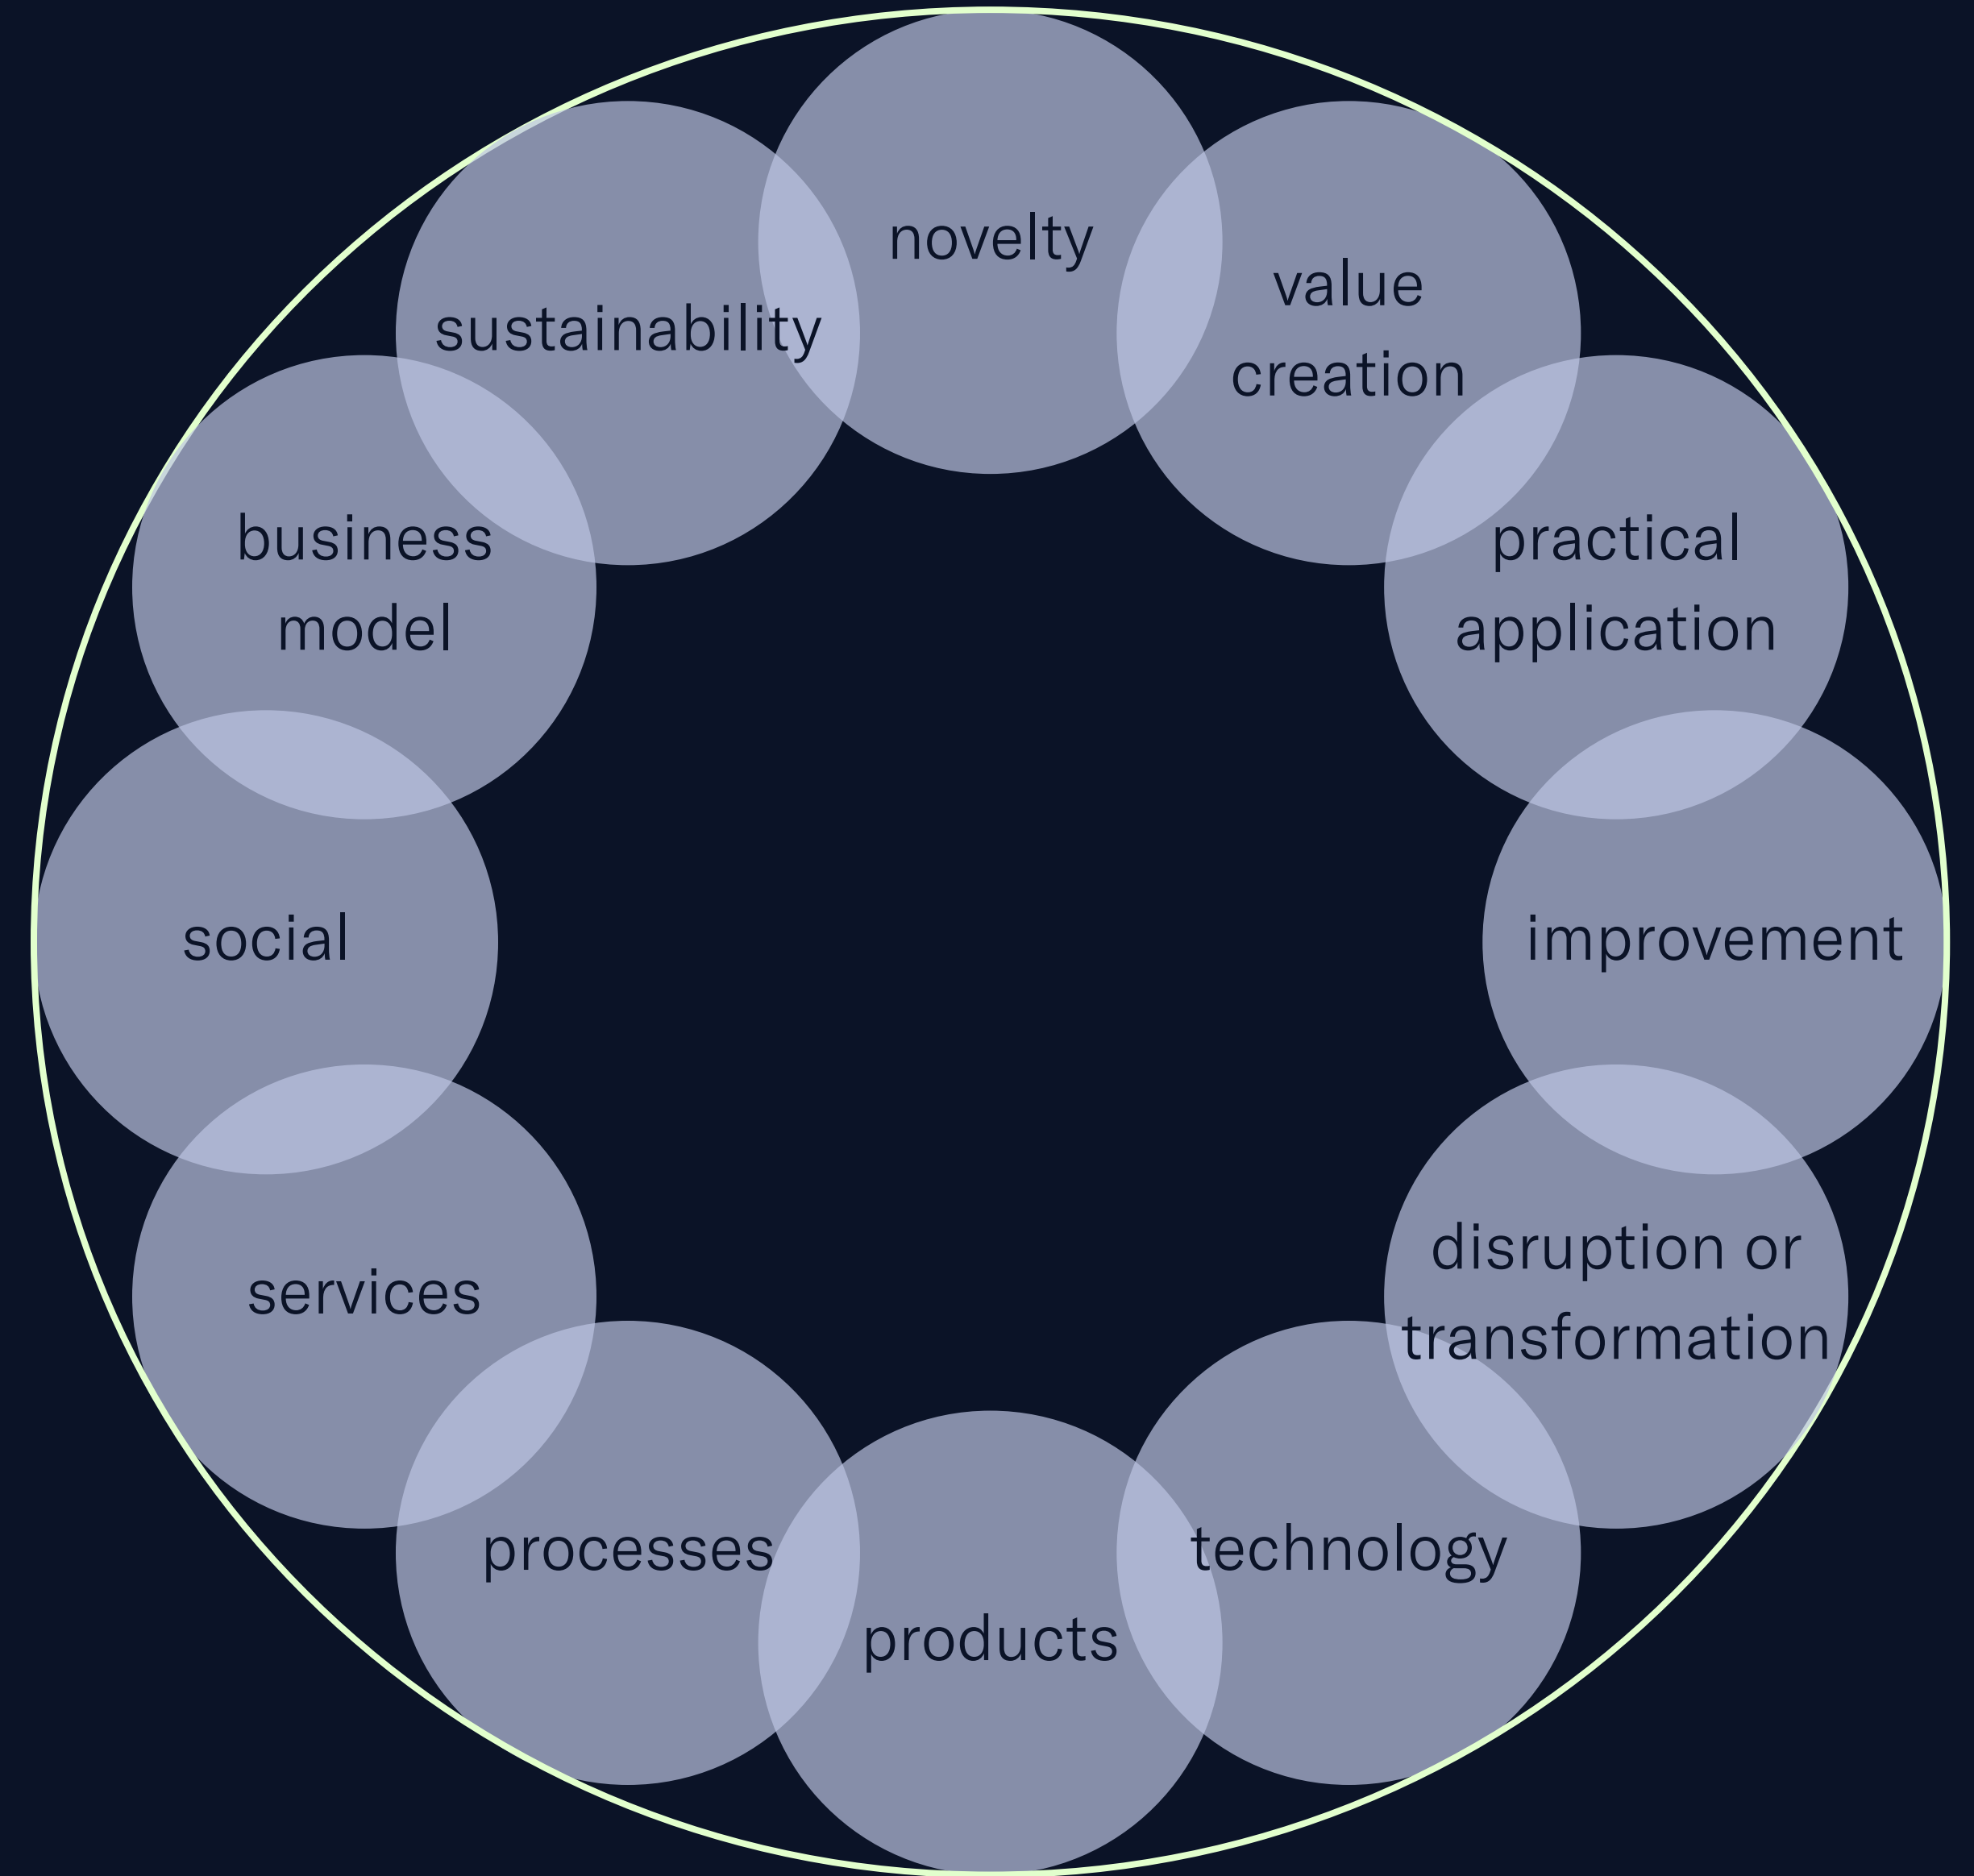 novelty
value
creation
practical
application
improvement
disruption or
transformation
technology
products
processes
services
social
business
model
sustainability